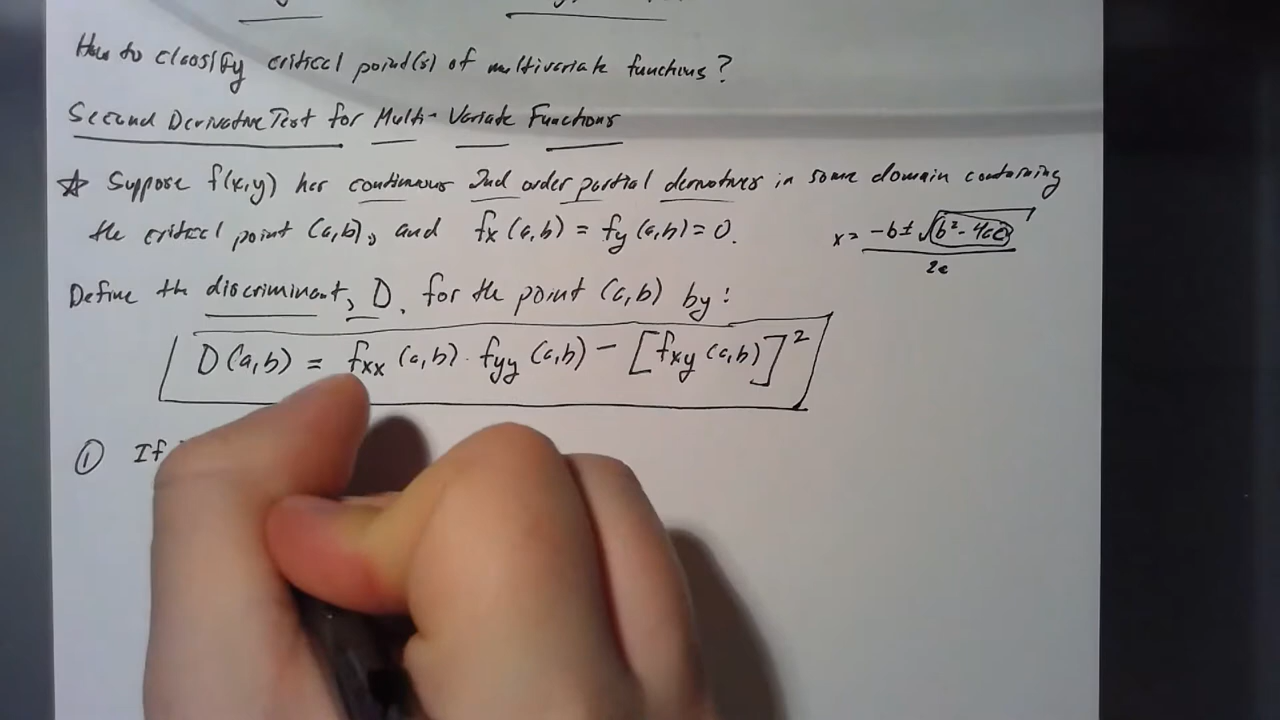 How to classify critical point(s) of multivariate functions?
Second Derivative Test for Multi-Variate Functions
☆ Suppose f(x,y) has continuous 2nd order partial derivatives in some domain containing
the critical point (a,b), and fx(a,b) = fy(a,b) = 0.
x = -b ± √b² - 4ac / 2a
Define the discriminant, D, for the point (a,b) by:
D(a,b) = fxx(a,b) · fyy(a,b) - [fxy(a,b)]²
① If